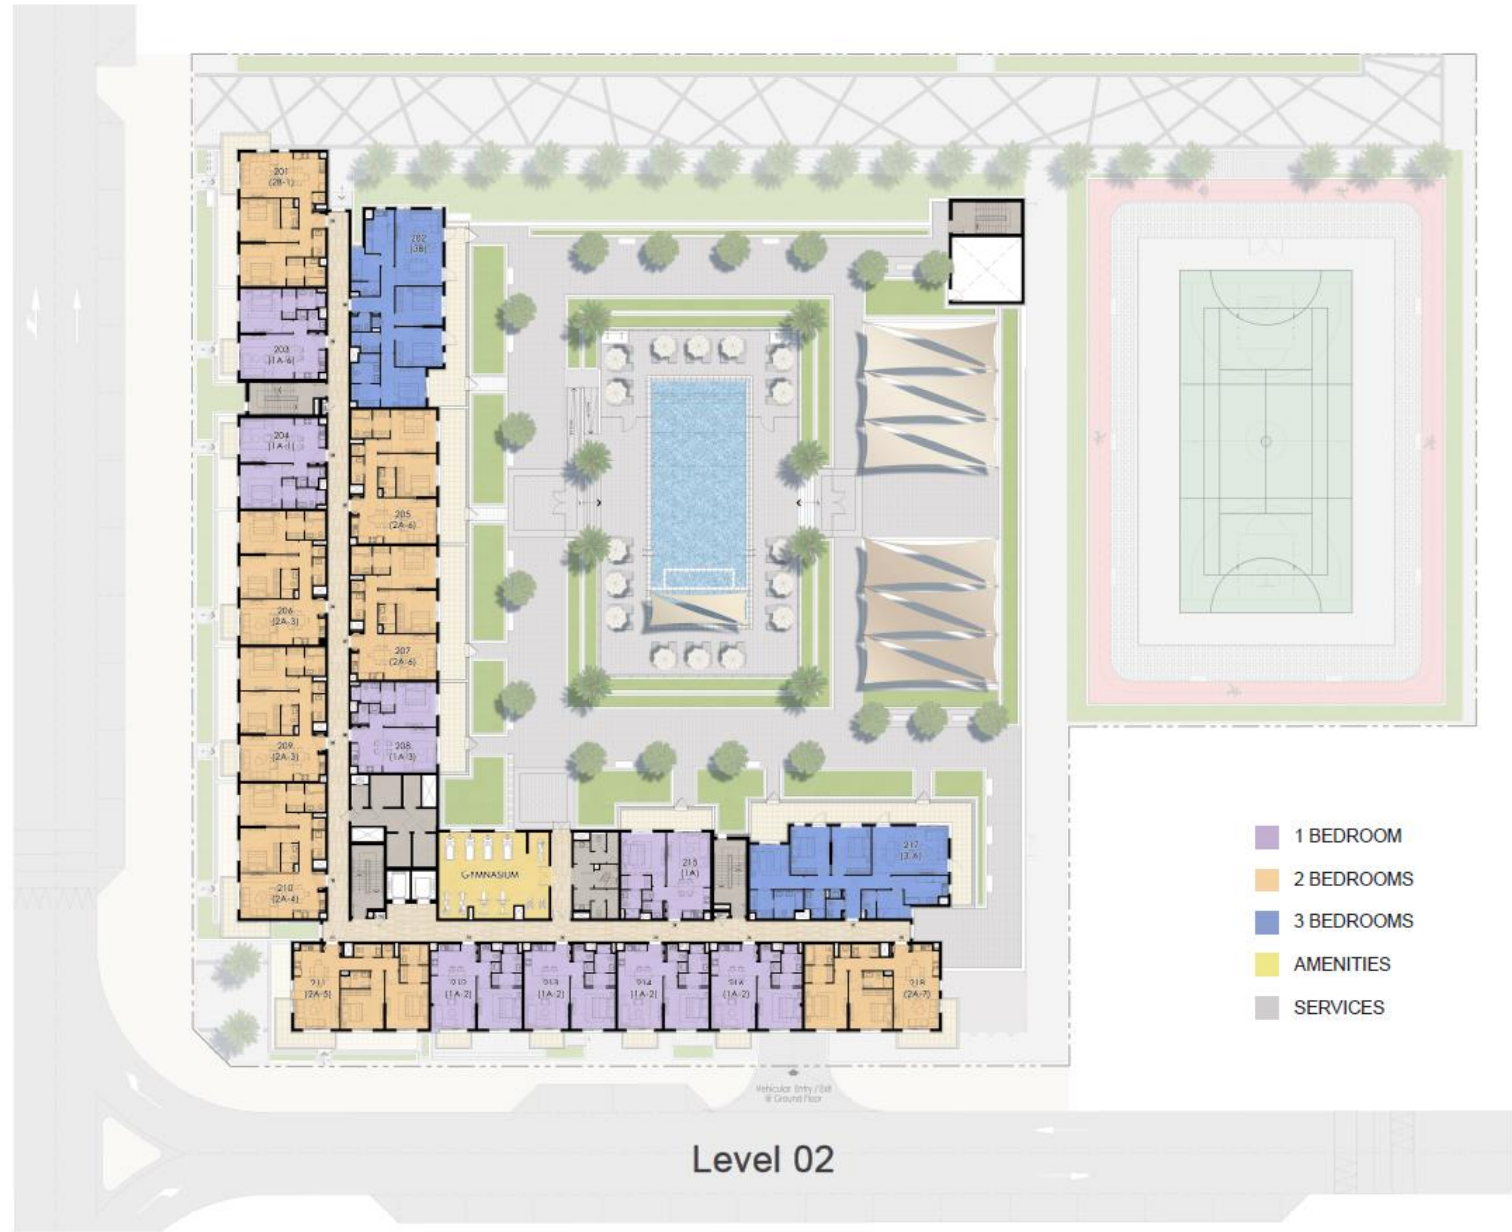 201
(2B-1)
202
(3B)
203
(1A-6)
204
(1A-1)
205
(2A-6)
206
(2A-3)
207
(2A-6)
208
(1A-3)
209
(2A-3)
210
(2A-4)
GYMNASIUM
215
(1A)
217
(3-A)
211
(2A-5)
212
(1A-2)
213
(1A-2)
214
(1A-2)
216
(1A-2)
218
(2A-7)
1 BEDROOM
2 BEDROOMS
3 BEDROOMS
AMENITIES
SERVICES
Vehicular Entry / Exit
@ Ground Floor
Level 02